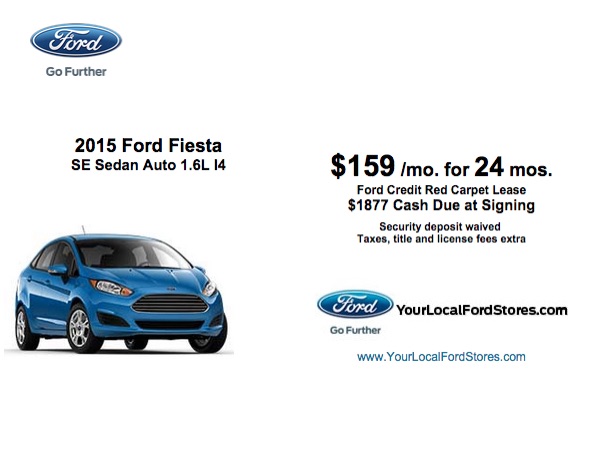 Ford
Go Further
2015 Ford Fiesta
SE Sedan Auto 1.6L I4
$159 /mo. for 24 mos.
Ford Credit Red Carpet Lease
$1877 Cash Due at Signing
Security deposit waived
Taxes, title and license fees extra
Ford
YourLocalFordStores.com
Go Further
www.YourLocalFordStores.com